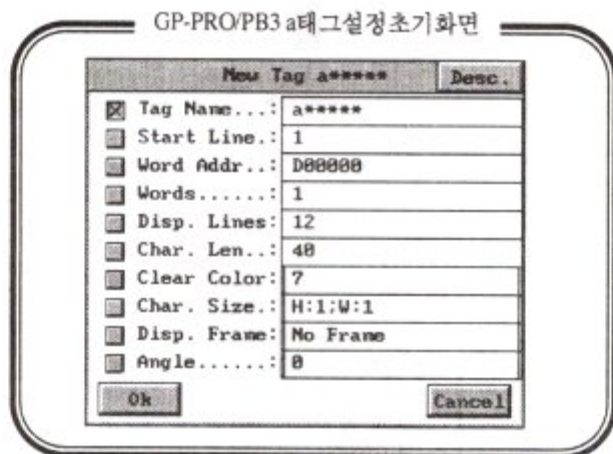 GP-PRO/PB3 a태그설정초기화면
New Tag a***** Desc.
Tag Name...: a*****
Start Line.: 1
Word Addr..: D00000
Words......: 1
Disp. Lines: 12
Char. Len..: 40
Clear Color: 7
Char. Size.: H:1;W:1
Disp. Frame: No Frame
Angle......: 0
Ok Cancel